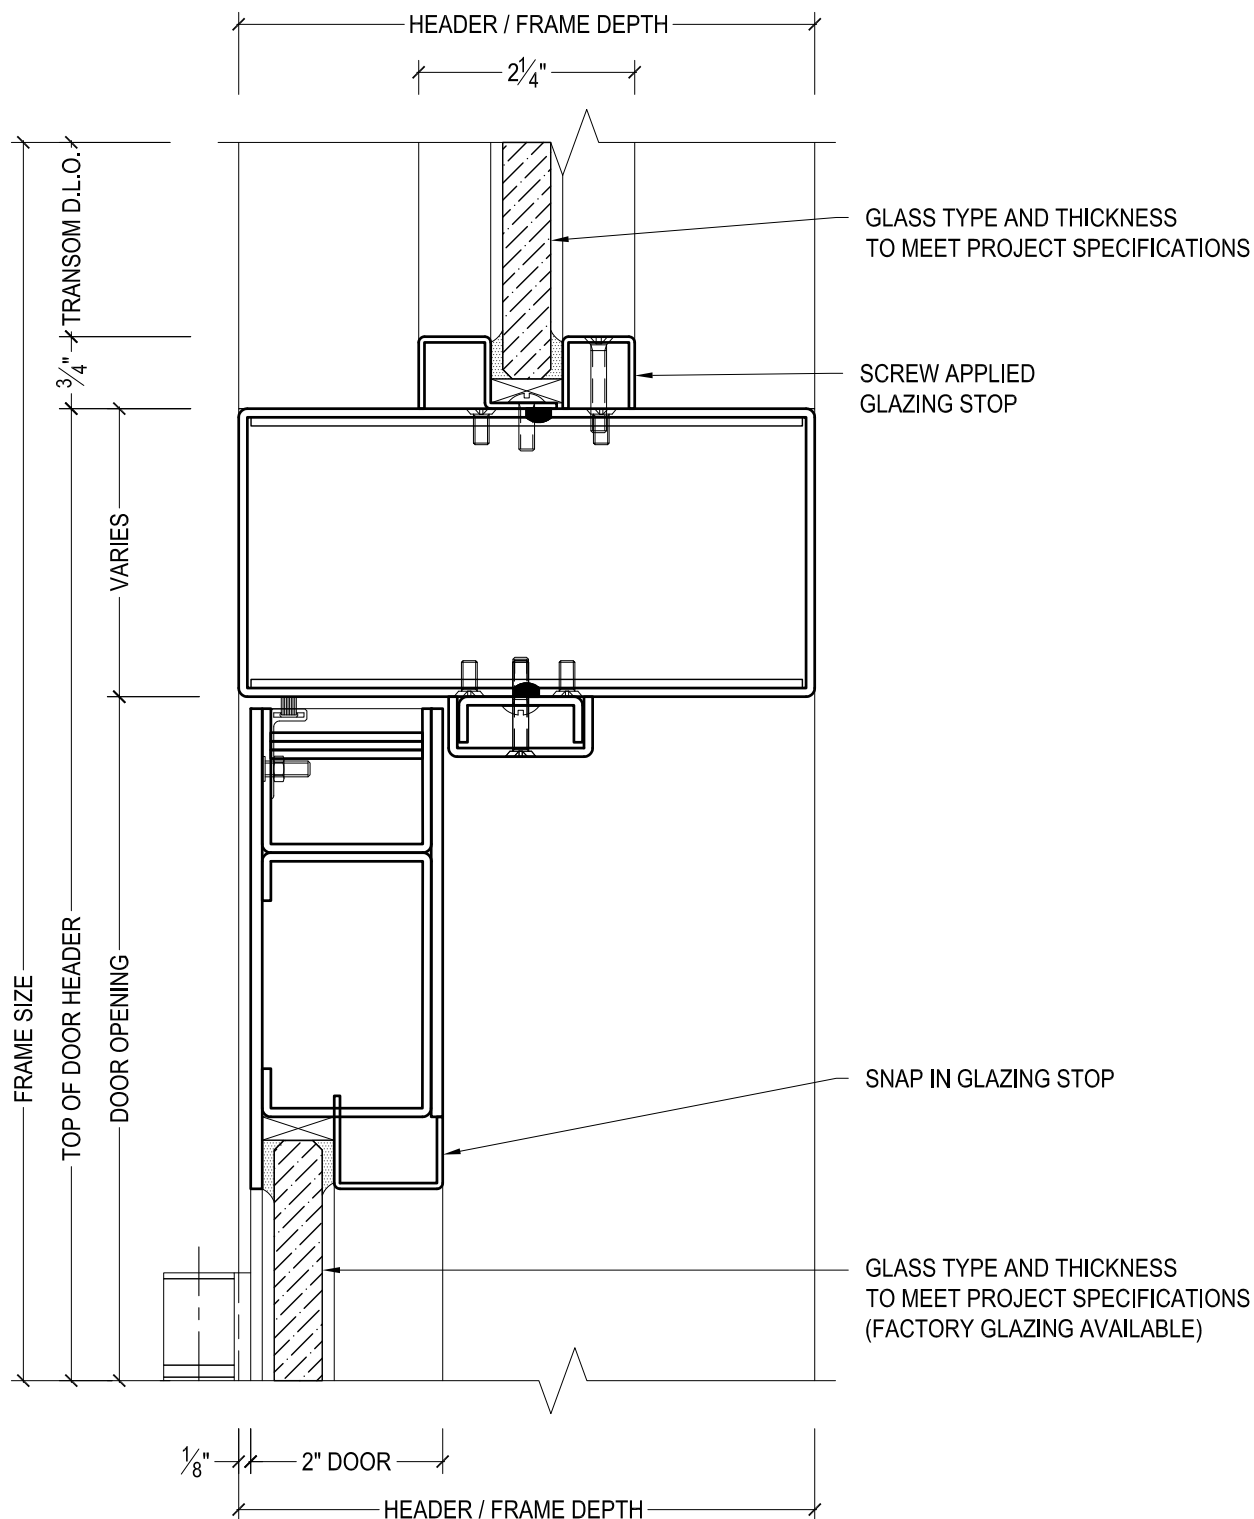 HEADER / FRAME DEPTH
2 1/4"
TRANSOM D.L.O.
GLASS TYPE AND THICKNESS
TO MEET PROJECT SPECIFICATIONS
3/4"
SCREW APPLIED
GLAZING STOP
VARIES
FRAME SIZE
TOP OF DOOR HEADER
DOOR OPENING
SNAP IN GLAZING STOP
GLASS TYPE AND THICKNESS
TO MEET PROJECT SPECIFICATIONS
(FACTORY GLAZING AVAILABLE)
1/8"
2" DOOR
HEADER / FRAME DEPTH